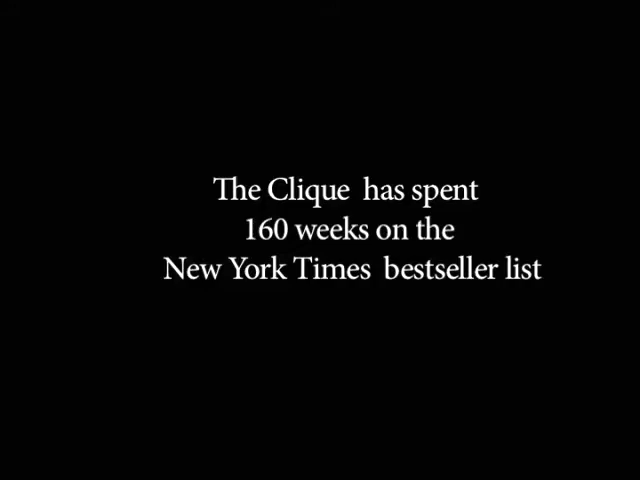 The Clique has spent
160 weeks on the
New York Times bestseller list